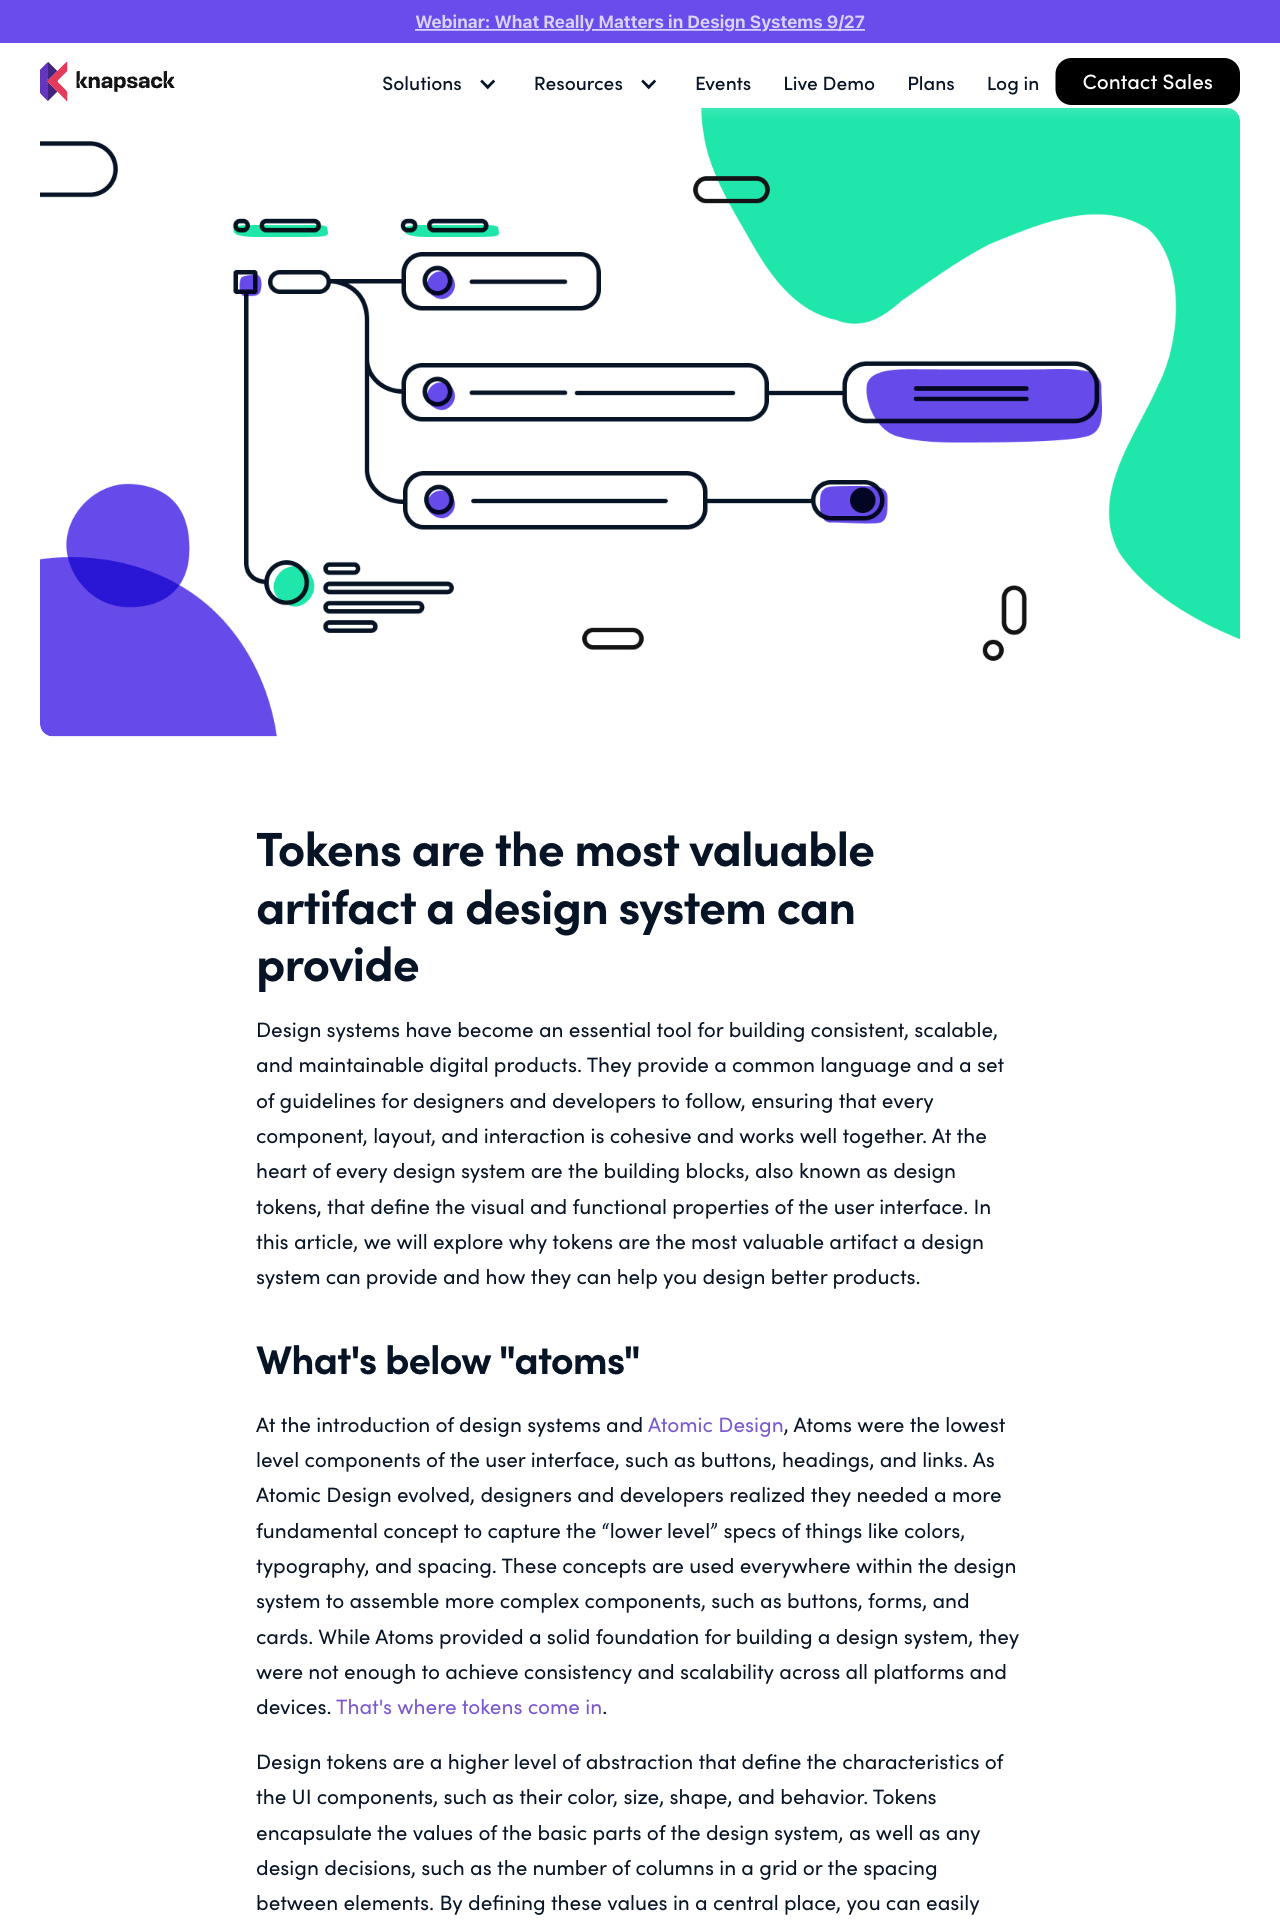 Webinar: What Really Matters in Design Systems 9/27
knapsack
Solutions
Resources
Events
Live Demo
Plans
Log in
Contact Sales
Tokens are the most valuable
artifact a design system can
provide
Design systems have become an essential tool for building consistent, scalable,
and maintainable digital products. They provide a common language and a set
of guidelines for designers and developers to follow, ensuring that every
component, layout, and interaction is cohesive and works well together. At the
heart of every design system are the building blocks, also known as design
tokens, that define the visual and functional properties of the user interface. In
this article, we will explore why tokens are the most valuable artifact a design
system can provide and how they can help you design better products.
What's below "atoms"
At the introduction of design systems and Atomic Design, Atoms were the lowest
level components of the user interface, such as buttons, headings, and links. As
Atomic Design evolved, designers and developers realized they needed a more
fundamental concept to capture the “lower level” specs of things like colors,
typography, and spacing. These concepts are used everywhere within the design
system to assemble more complex components, such as buttons, forms, and
cards. While Atoms provided a solid foundation for building a design system, they
were not enough to achieve consistency and scalability across all platforms and
devices. That's where tokens come in.
Design tokens are a higher level of abstraction that define the characteristics of
the UI components, such as their color, size, shape, and behavior. Tokens
encapsulate the values of the basic parts of the design system, as well as any
design decisions, such as the number of columns in a grid or the spacing
between elements. By defining these values in a central place, you can easily